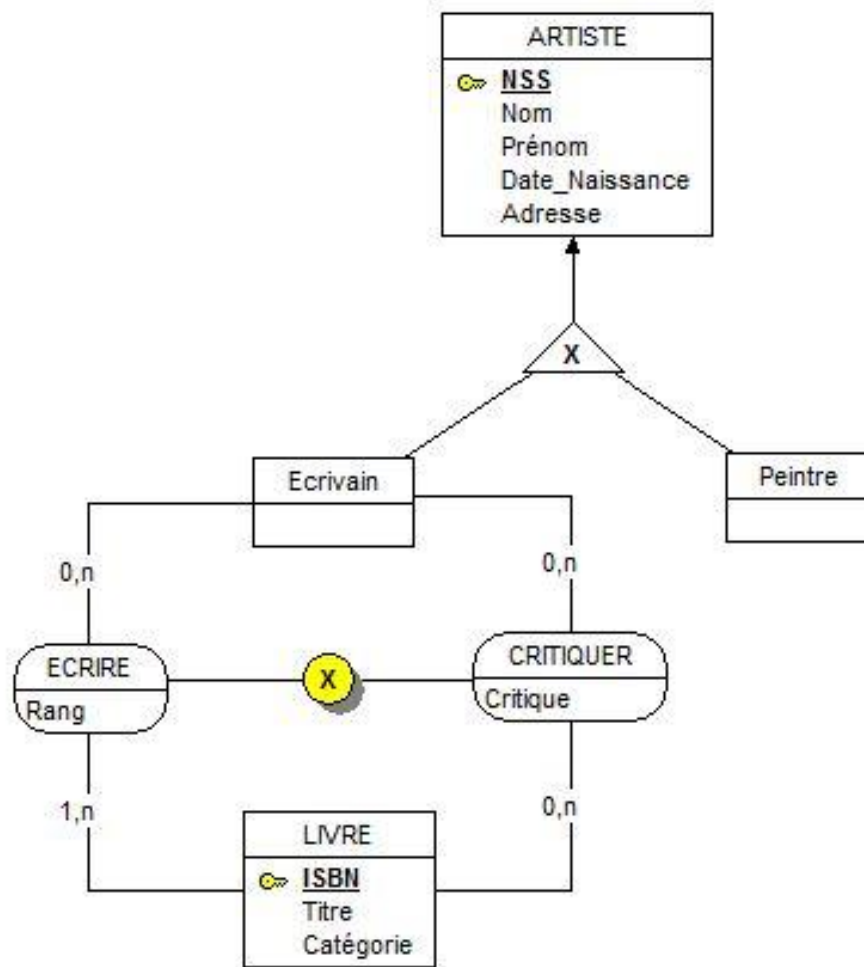 ARTISTE
NSS
Nom
Prénom
Date_Naissance
Adresse
X
Ecrivain
Peintre
0,n
0,n
ECRIRE
Rang
X
CRITIQUER
Critique
1,n
0,n
LIVRE
ISBN
Titre
Catégorie